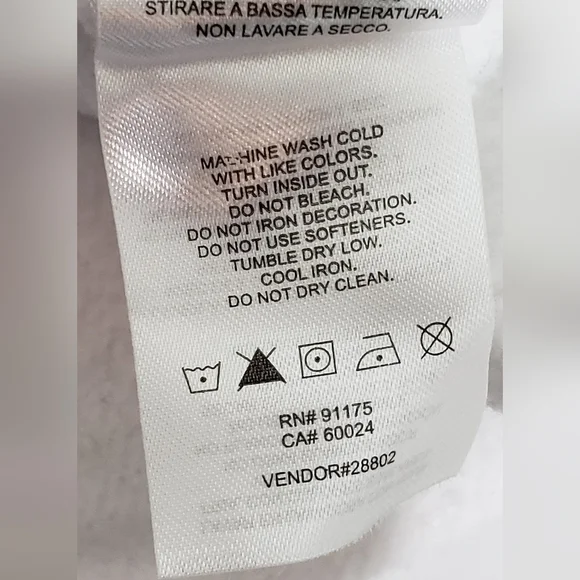 STIRARE A BASSA TEMPERATURA.
NON LAVARE A SECCO.
MACHINE WASH COLD
WITH LIKE COLORS.
TURN INSIDE OUT.
DO NOT BLEACH.
DO NOT IRON DECORATION.
DO NOT USE SOFTENERS.
TUMBLE DRY LOW.
COOL IRON.
DO NOT DRY CLEAN.
RN# 91175
CA# 60024
VENDOR#28802